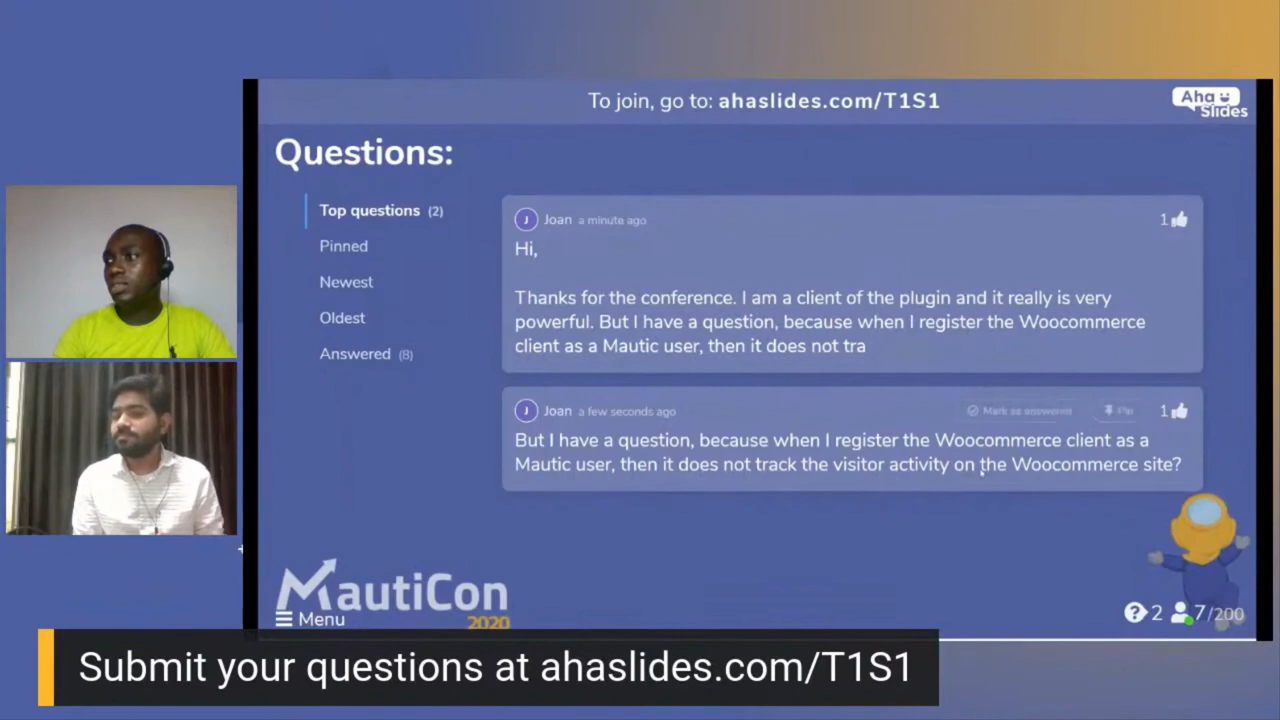 To join, go to: ahaslides.com/T1S1
Aha
Slides
Questions:
Top questions (2)
Pinned
Newest
Oldest
Answered (8)
J Joan a minute ago
1
Hi,
Thanks for the conference. I am a client of the plugin and it really is very
powerful. But I have a question, because when I register the Woocommerce
client as a Mautic user, then it does not tra
J Joan a few seconds ago
Mark as answered
Pin
1
But I have a question, because when I register the Woocommerce client as a
Mautic user, then it does not track the visitor activity on the Woocommerce site?
MautiCon
2020
Menu
? 2 7/200
Submit your questions at ahaslides.com/T1S1